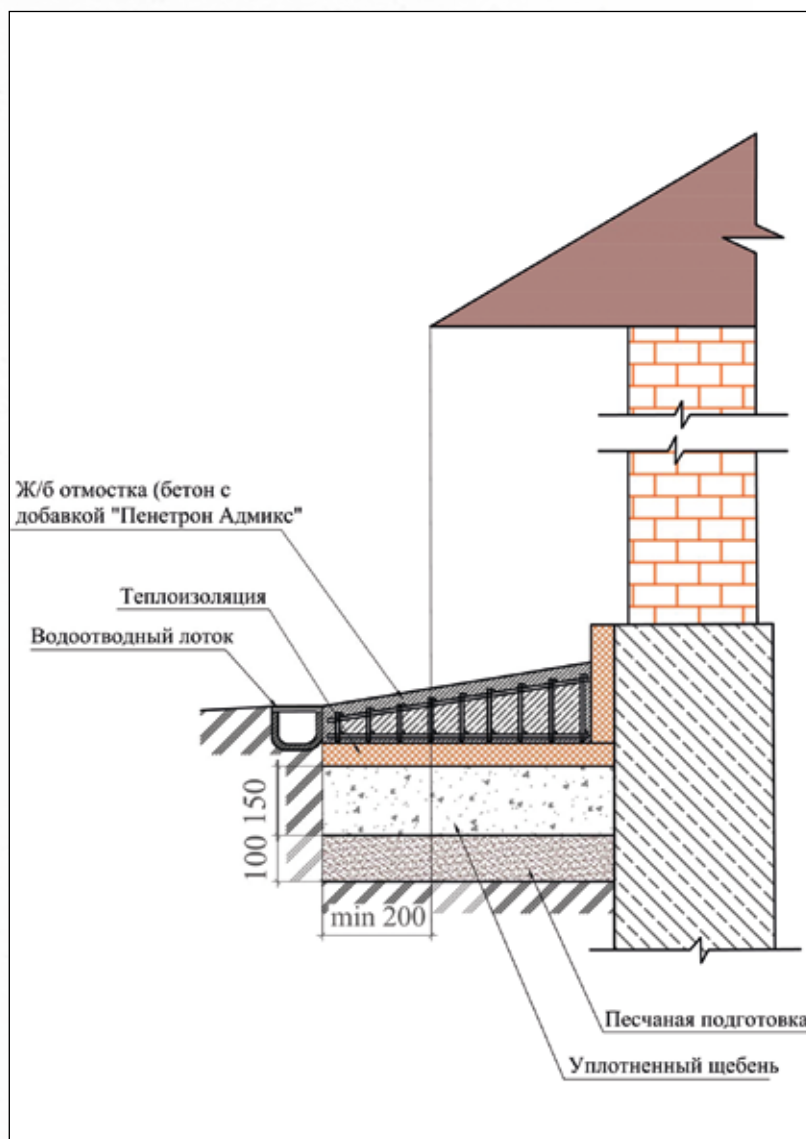 Ж/б отмостка (бетон с
добавкой "Пенетрон Адмикс"
Теплоизоляция
Водоотводный лоток
150
100
min 200
Песчаная подготовка
Уплотненный щебень